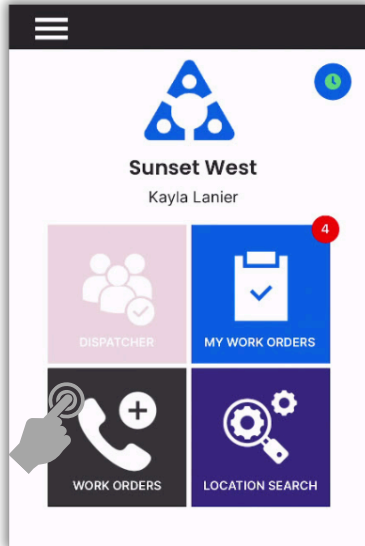 Sunset West
Kayla Lanier
4
DISPATCHER
MY WORK ORDERS
WORK ORDERS
LOCATION SEARCH